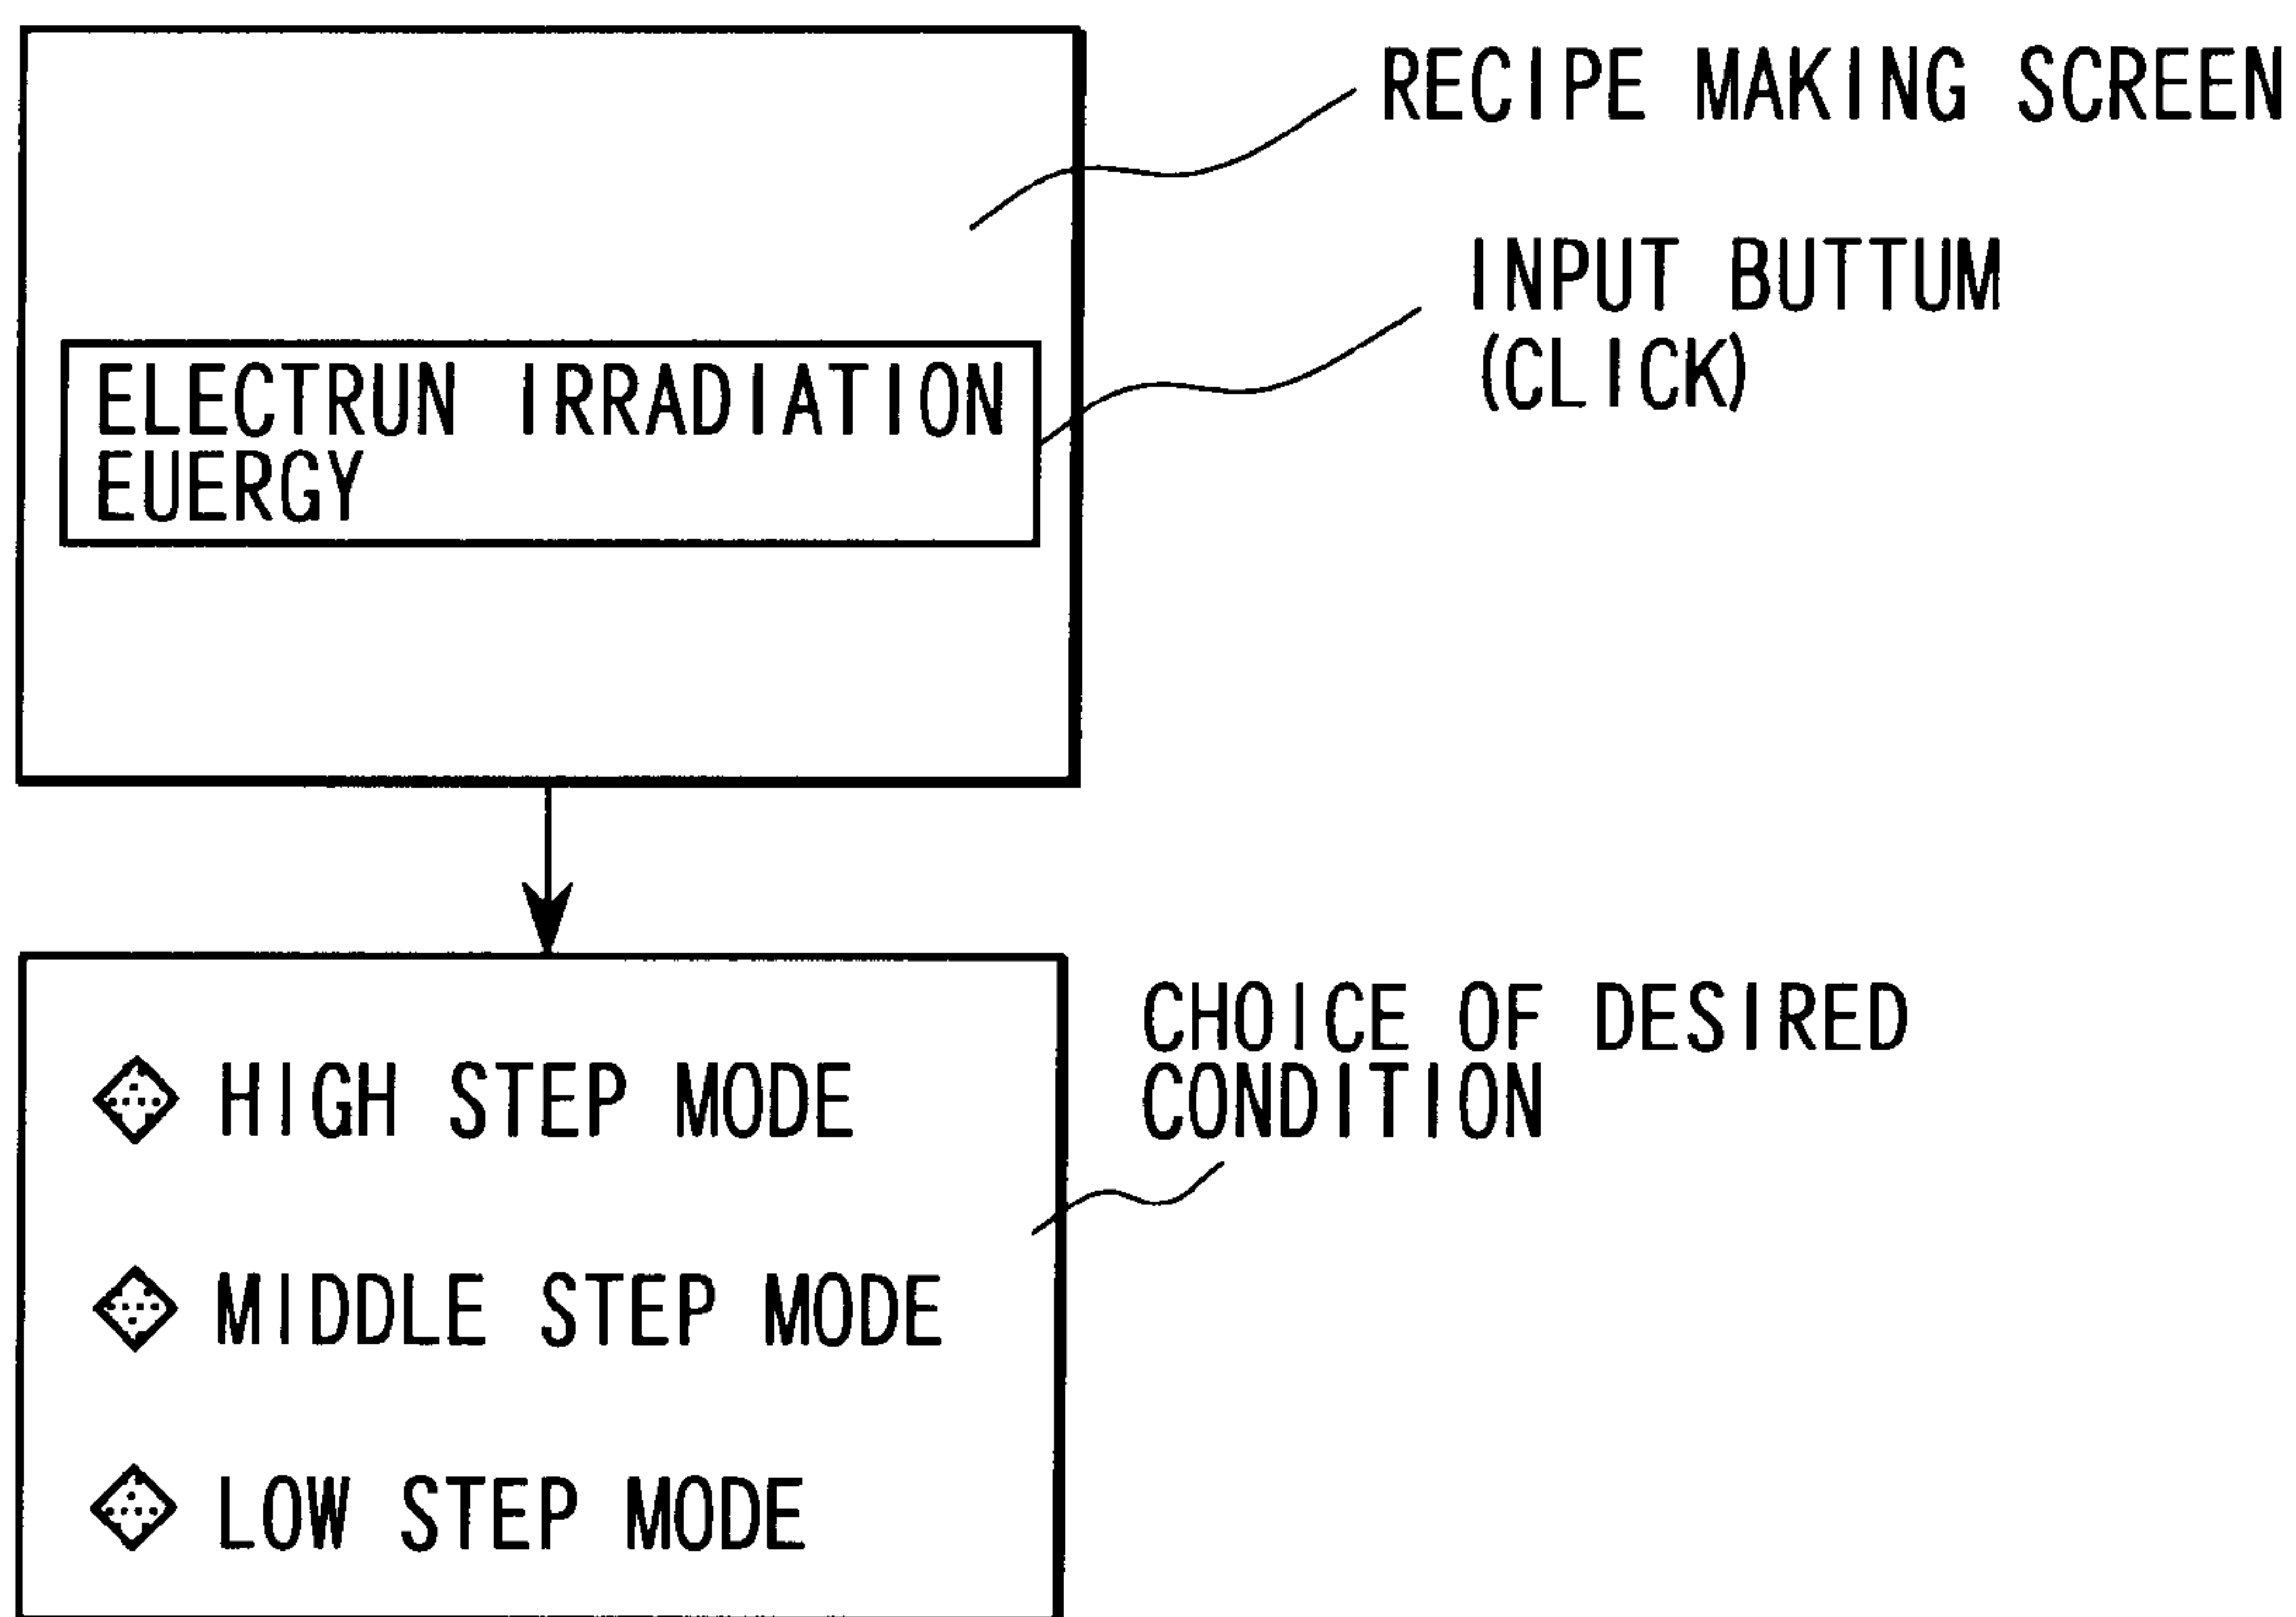 RECIPE MAKING SCREEN
INPUT BUTTUM
(CLICK)
ELECTRUN IRRADIATION
EUERGY
CHOICE OF DESIRED
CONDITION
HIGH STEP MODE
MIDDLE STEP MODE
LOW STEP MODE